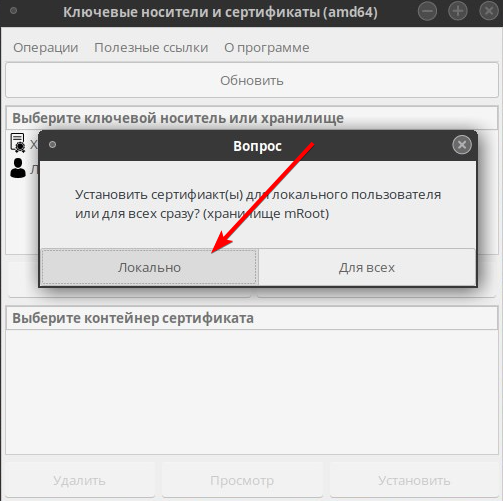 Ключевые носители и сертификаты (amd64)
Операции Полезные ссылки О программе
Обновить
Выберите ключевой носитель или хранилище
Вопрос
Установить сертифиакт(ы) для локального пользователя
или для всех сразу? (хранилище mRoot)
Локально Для всех
Выберите контейнер сертификата
Удалить Просмотр Установить